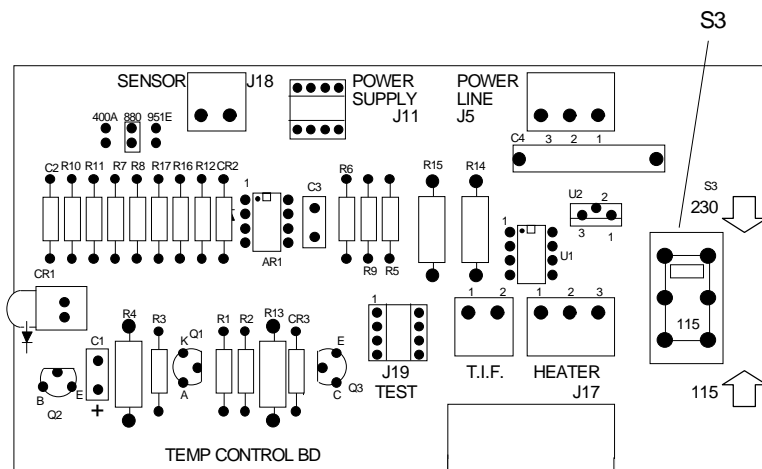 S3
SENSOR J18
POWER
SUPPLY
J11
POWER
LINE
J5
400A 880 951E
C4 3 2 1
C2 R10 R11 R7 R8 R17 R16 R12 CR2
1
C3
R6
R15 R14
U2 2
3 1
S3
230
AR1
R9 R5
1
U1
CR1
C1 R4 R3 K Q1 R1 R2 R13 CR3 E
1
1 2
1 2 3
115
B E
Q2
+
A
C Q3
J19
TEST
T.I.F.
HEATER
J17
115
TEMP CONTROL BD